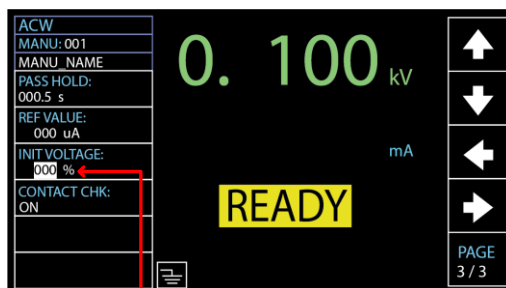 ACW
MANU: 001
MANU_NAME
PASS HOLD:
000.5 s
REF VALUE:
000 uA
INIT VOLTAGE:
000 %
CONTACT CHK:
ON
0. 100 kV
mA
READY
PAGE
3 / 3